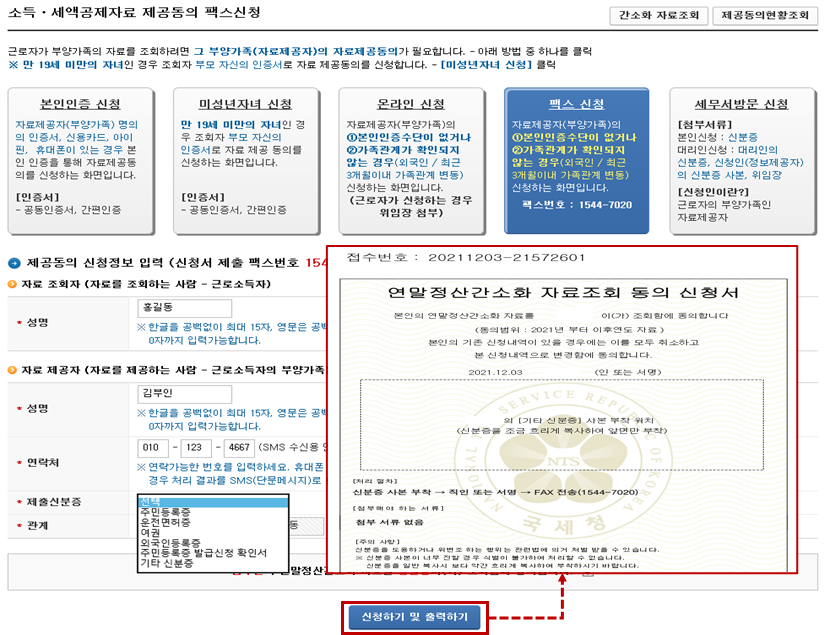 소득·세액공제자료 제공동의 팩스신청
간소화 자료조회
제공동의현황조회
근로자가 부양가족의 자료를 조회하려면 그 부양가족(자료제공자)의 자료제공동의가 필요합니다. - 아래 방법 중 하나를 클릭
※ 만 19세 미만의 자녀인 경우 조회자 부모 자신의 인증서로 자료 제공동의를 신청합니다. - [미성년자녀 신청] 클릭
본인인증 신청
자료제공자(부양가족) 명의
의 인증서, 신용카드, 아이
핀, 휴대폰이 있는 경우 본
인 인증을 통해 자료제공동
의를 신청하는 화면입니다.
[인증서]
- 공동인증서, 간편인증
미성년자녀 신청
만 19세 미만의 자녀인 경
우 조회자 부모 자신의
인증서로 자료 제공 동의를
신청하는 화면입니다.
[인증서]
- 공동인증서, 간편인증
온라인 신청
자료제공자(부양가족)의
①본인인증수단이 없거나
②가족관계가 확인되지
않는 경우(외국인 / 최근
3개월이내 가족관계 변동)
신청하는 화면입니다.
(근로자가 신청하는 경우
위임장 첨부)
팩스 신청
자료제공자(부양가족)의
①본인인증수단이 없거나
②가족관계가 확인되지
않는 경우(외국인 / 최근
3개월이내 가족관계 변동)
신청하는 화면입니다.
팩스번호 : 1544-7020
세무서방문 신청
[첨부서류]
본인신청 : 신분증
대리인신청 : 대리인의
신분증, 신청인(정보제공자)
의 신분증 사본, 위임장
[신청인이란?]
근로자의 부양가족인
자료제공자
제공동의 신청정보 입력 (신청서 제출 팩스번호 154
자료 조회자 (자료를 조회하는 사람 - 근로소득자)
* 성명
홍길동
※ 한글을 공백없이 최대 15자, 영문은 공백
0자까지 입력가능합니다.
자료 제공자 (자료를 제공하는 사람 - 근로소득자의 부양가족
* 성명
김부인
※ 한글을 공백없이 최대 15자, 영문은 공백
0자까지 입력가능합니다.
* 연락처
010 - 123 - 4667 (SMS 수신용
※ 연락가능한 번호를 입력하세요. 휴대폰
경우 처리 결과를 SMS(단문메시지)로
* 제출신분증
* 관계
선택
주민등록증
운전면허증
여권
외국인등록증
주민등록증 발급신청 확인서
기타 신분증
신청하기 및 출력하기
접수번호 : 20211203-21572601
연말정산간소화 자료조회 동의 신청서
본인의 연말정산간소화 자료를 이(가) 조회함에 동의합니다
(동의범위 : 2021년 부터 이후연도 자료)
본인의 기존 신청내역이 있을 경우에는 이를 모두 취소하고
본 신청내역으로 변경함에 동의합니다.
2021.12.03 (인 또는 서명)
의 [기타 신분증] 사본 부착 위치
(신분증을 조금 흐리게 복사하여 앞면만 부착)
NATIONAL TAX SERVICE REPUBLIC OF KOREA
NTS
국세청
[처리 절차]
신분증 사본 부착 → 직인 또는 서명 → FAX 전송(1544-7020)
[첨부해야 하는 서류]
첨부 서류 없음
[주의 사항]
신분증을 도용하거나 위변조 하는 행위는 관련법에 의거 처벌 받을 수 있습니다.
※ 신분증 사본이 너무 진할 경우 식별이 불가하여 처리할 수 없습니다.
신분증을 일반 복사시 보다 약간 흐리게 복사하여 부착하시기 바랍니다.